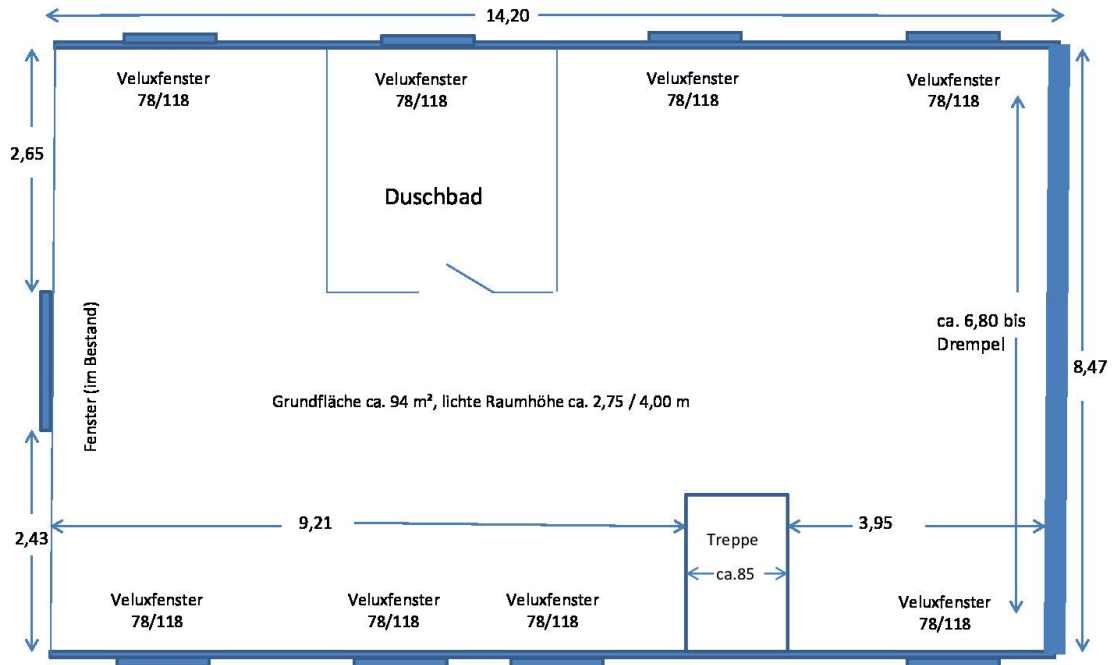 14,20
Veluxfenster
78/118
Veluxfenster
78/118
Veluxfenster
78/118
Veluxfenster
78/118
2,65
Duschbad
Fenster (im Bestand)
ca. 6,80 bis
Drempel
8,47
Grundfläche ca. 94 m², lichte Raumhöhe ca. 2,75 / 4,00 m
9,21
3,95
2,43
Treppe
ca.85
Veluxfenster
78/118
Veluxfenster
78/118
Veluxfenster
78/118
Veluxfenster
78/118